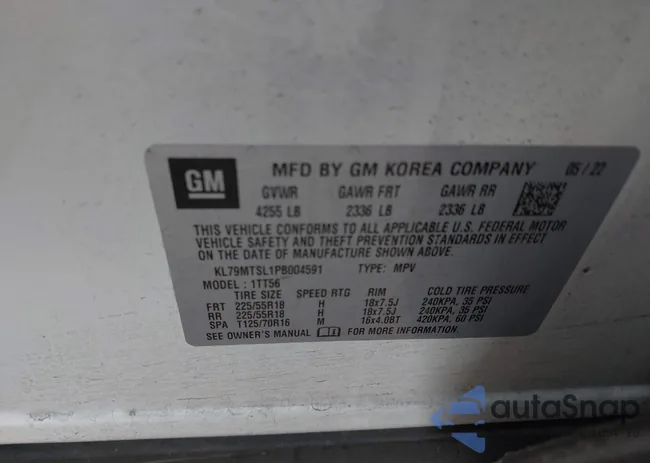 GM MFD BY GM KOREA COMPANY 05/22
GVWR GAWR FRT GAWR RR
4255 LB 2336 LB 2336 LB
THIS VEHICLE CONFORMS TO ALL APPLICABLE U.S. FEDERAL MOTOR
VEHICLE SAFETY AND THEFT PREVENTION STANDARDS IN EFFECT
ON THE DATE OF MANUFACTURE SHOWN ABOVE.
KL79MTSL1PB004591 TYPE: MPV
MODEL: 1TT56
TIRE SIZE SPEED RTG RIM COLD TIRE PRESSURE
FRT 225/55R18 H 18x7.5J 240KPA, 35 PSI
RR 225/55R18 H 18x7.5J 240KPA, 35 PSI
SPA T125/70R16 M 16x4.0BT 420KPA, 60 PSI
SEE OWNER'S MANUAL FOR MORE INFORMATION.
autoSnap